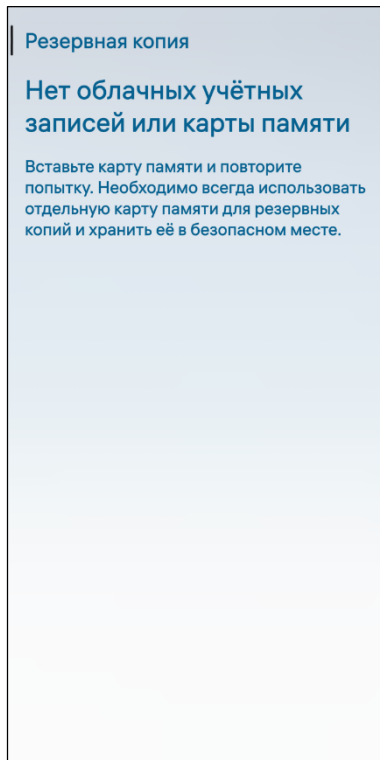 Резервная копия
Нет облачных учётных
записей или карты памяти
Вставьте карту памяти и повторите
попытку. Необходимо всегда использовать
отдельную карту памяти для резервных
копий и хранить её в безопасном месте.